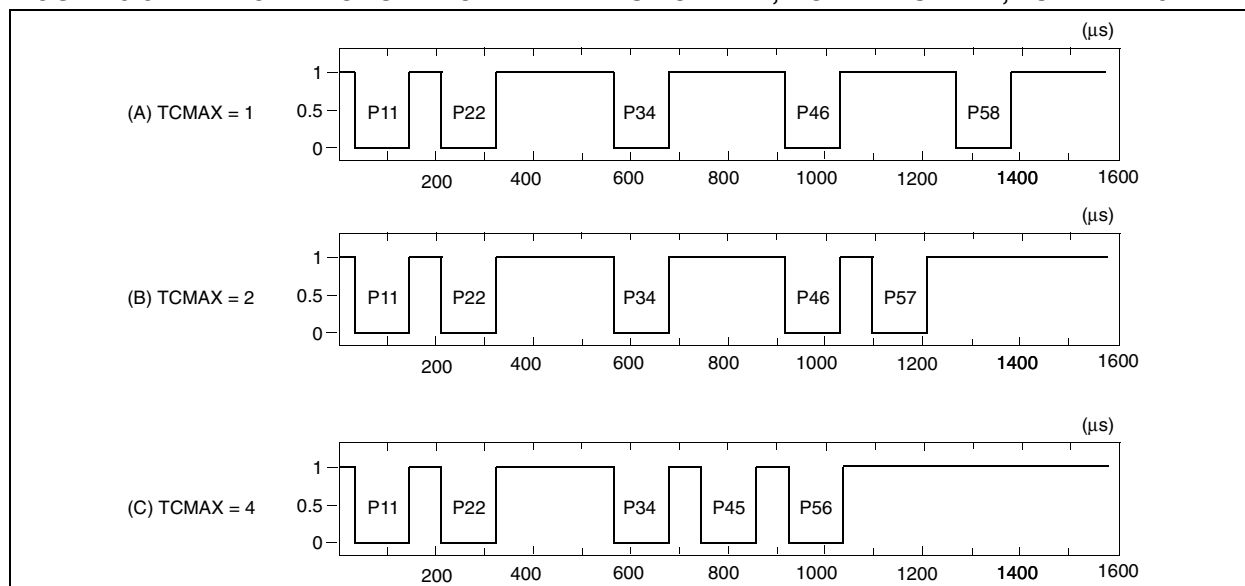 (µs)
1
(A) TCMAX = 1 0.5 P11 P22 P34 P46 P58
0
200 400 600 800 1000 1200 1400 1600
(µs)
1
(B) TCMAX = 2 0.5 P11 P22 P34 P46 P57
0
200 400 600 800 1000 1200 1400 1600
(µs)
1
(C) TCMAX = 4 0.5 P11 P22 P34 P45 P56
0
200 400 600 800 1000 1200 1400 1600